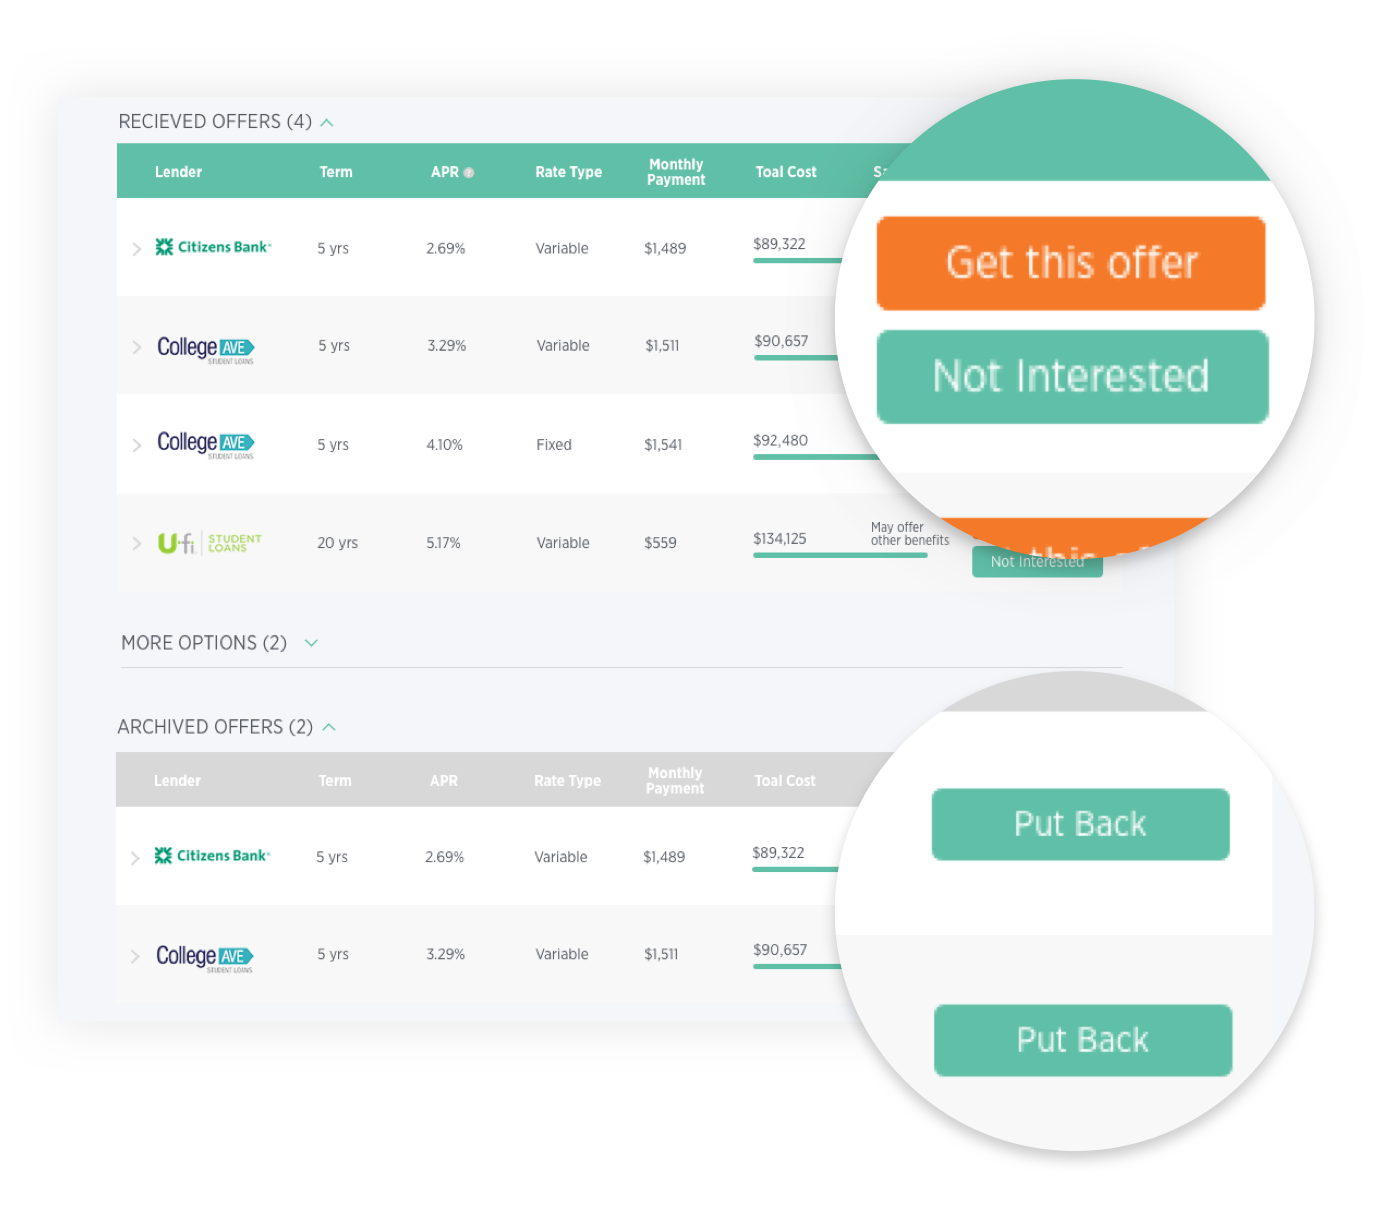 RECIEVED OFFERS (4)
Lender Term APR Rate Type Monthly Payment Toal Cost
Citizens Bank 5 yrs 2.69% Variable $1,489 $89,322
College AVE STUDENT LOANS 5 yrs 3.29% Variable $1,511 $90,657
College AVE STUDENT LOANS 5 yrs 4.10% Fixed $1,541 $92,480
U·fi STUDENT LOANS 20 yrs 5.17% Variable $559 $134,125 May offer other benefits
Not Interested
Get this offer
Not Interested
this
MORE OPTIONS (2)
ARCHIVED OFFERS (2)
Lender Term APR Rate Type Monthly Payment Toal Cost
Citizens Bank 5 yrs 2.69% Variable $1,489 $89,322
College AVE STUDENT LOANS 5 yrs 3.29% Variable $1,511 $90,657
Put Back
Put Back